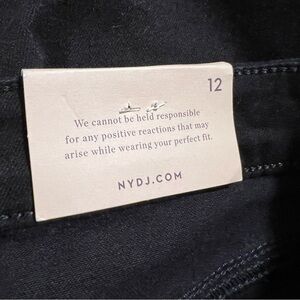 12
We cannot be held responsible
for any positive reactions that may
arise while wearing your perfect fit.
NYDJ.COM